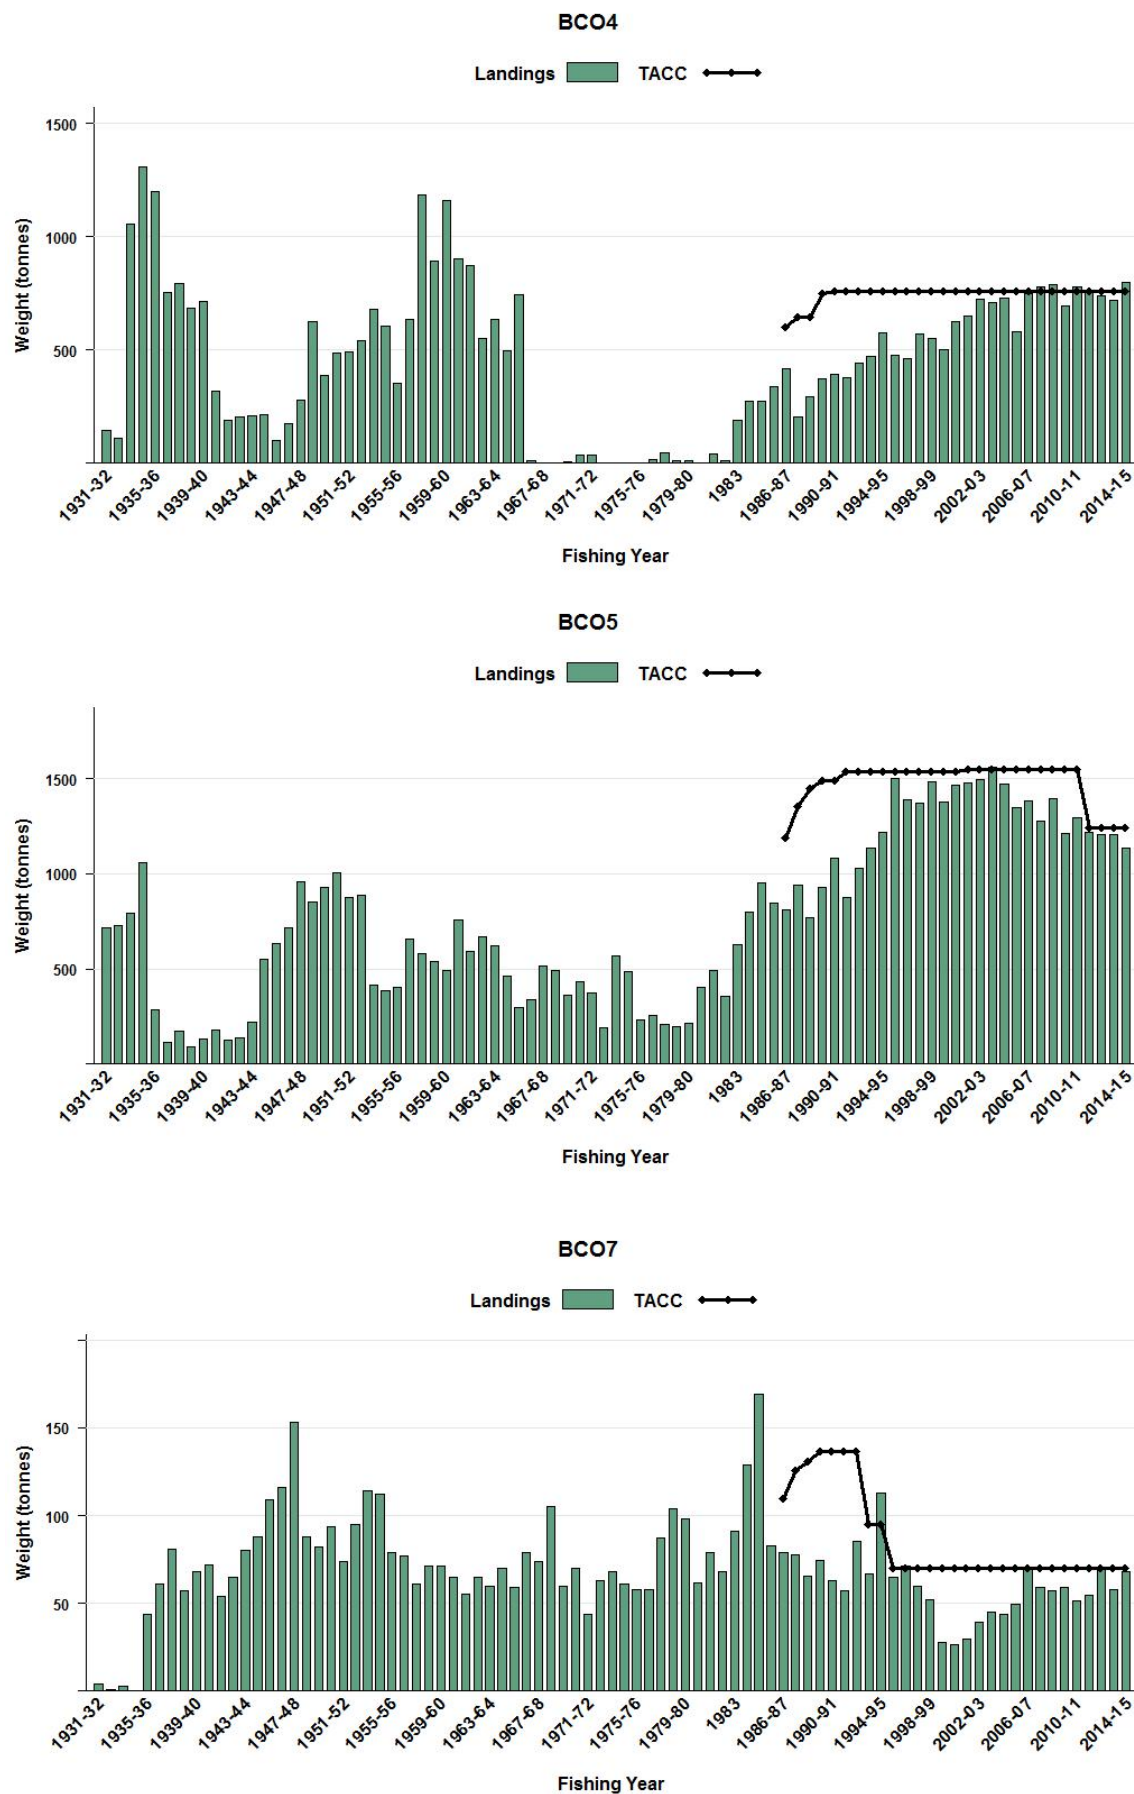 BCO4
Landings TACC
1500
1000
500
Weight (tonnes)
1931-32 1935-36 1939-40 1943-44 1947-48 1951-52 1955-56 1959-60 1963-64 1967-68 1971-72 1975-76 1979-80 1983 1986-87 1990-91 1994-95 1998-99 2002-03 2006-07 2010-11 2014-15
Fishing Year
BCO5
Landings TACC
1500
1000
500
Weight (tonnes)
1931-32 1935-36 1939-40 1943-44 1947-48 1951-52 1955-56 1959-60 1963-64 1967-68 1971-72 1975-76 1979-80 1983 1986-87 1990-91 1994-95 1998-99 2002-03 2006-07 2010-11 2014-15
Fishing Year
BCO7
Landings TACC
150
100
50
Weight (tonnes)
1931-32 1935-36 1939-40 1943-44 1947-48 1951-52 1955-56 1959-60 1963-64 1967-68 1971-72 1975-76 1979-80 1983 1986-87 1990-91 1994-95 1998-99 2002-03 2006-07 2010-11 2014-15
Fishing Year